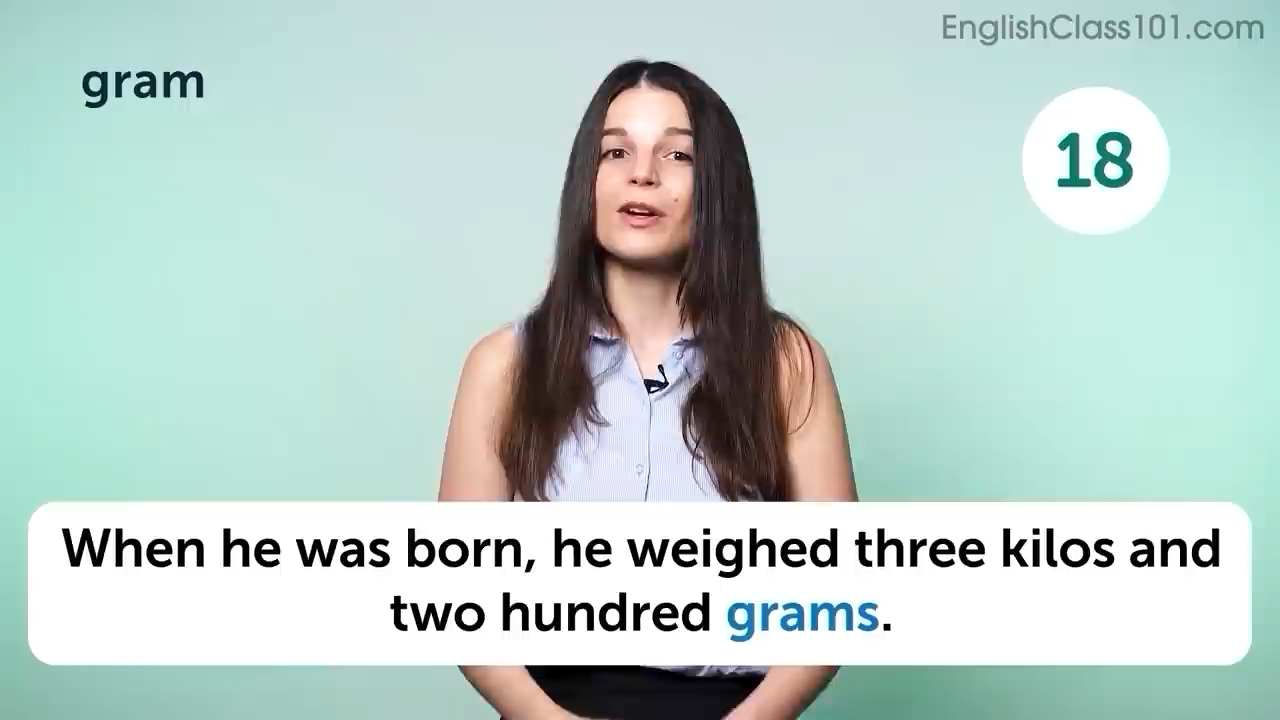 EnglishClass101.com
gram
18
When he was born, he weighed three kilos and
two hundred grams.